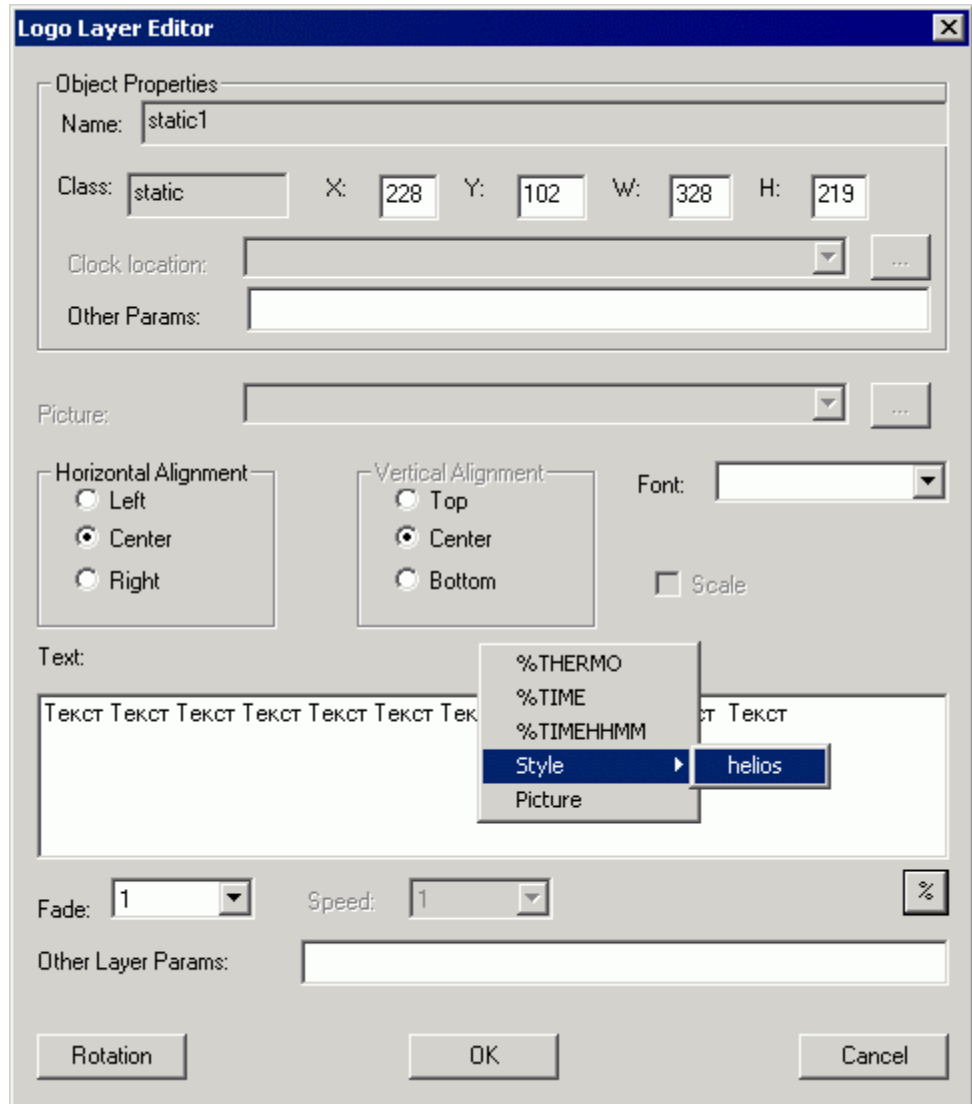 Logo Layer Editor
Object Properties
Name: static1
Class: static X: 228 Y: 102 W: 328 H: 219
Clock location: ...
Other Params:
Picture: ...
Horizontal Alignment
Left
Center
Right
Vertical Alignment
Top
Center
Bottom
Font:
Scale
Text:
Текст Текст Текст Текст Текст Текст Тек ст Текст
%THERMO
%TIME
%TIMEHHMM
Style helios
Picture
Fade: 1 Speed: 1 %
Other Layer Params:
Rotation OK Cancel